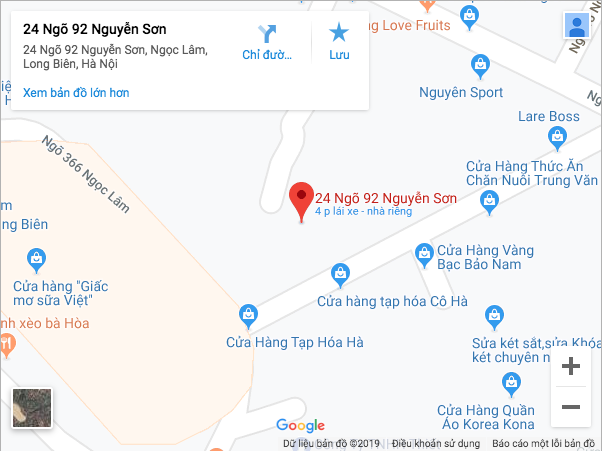 24 Ngõ 92 Nguyễn Sơn
24 Ngõ 92 Nguyễn Sơn, Ngọc Lâm,
Long Biên, Hà Nội
Xem bản đồ lớn hơn
Chỉ đườ...
Lưu
ng Love Fruits
Nguyên Sport
Ng
Lare Boss
Cửa Hàng Thức Ăn
Chăn Nuôi Trung Văn
Ngõ 366 Ngọc Lâm
24 Ngõ 92 Nguyễn Sơn
4 p lái xe - nhà riêng
m
ng Biên
Cửa Hàng Vàng
Bạc Bảo Nam
Cửa hàng "Giấc
mơ sữa Việt"
Cửa hàng tạp hóa Cô Hà
nh xèo bà Hòa
Cửa Hàng Tạp Hóa Hà
Sửa két sắt,sửa Khóa
két chuyên n
Cửa Hàng Quần
Áo Korea Kona
Google
Dữ liệu bản đồ ©2019
Điều khoản sử dụng
Báo cáo một lỗi bản đồ